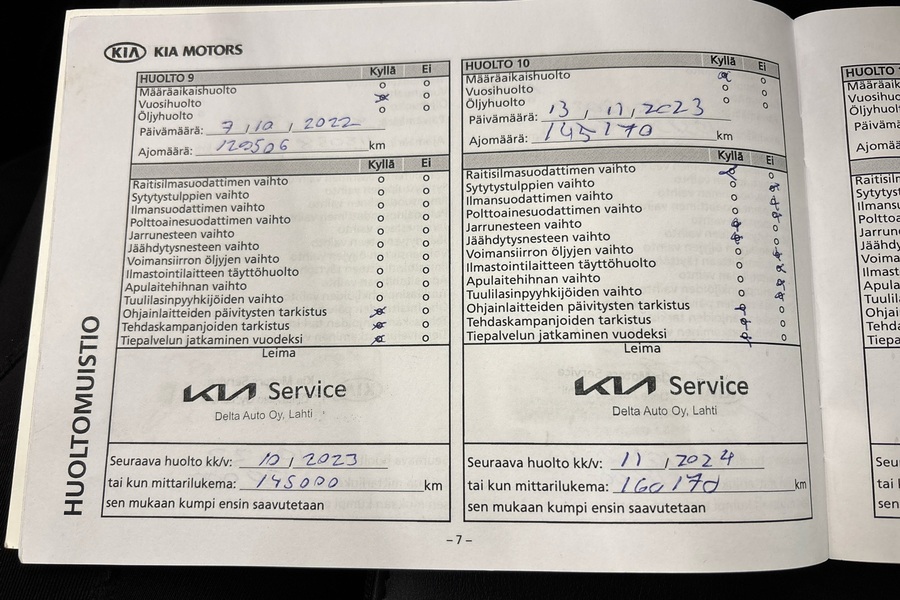 KIA KIA MOTORS
HUOLTO 9 Kyllä Ei
Määräaikaishuolto
Vuosihuolto
Öljyhuolto
Päivämäärä: 7 / 10 / 2022
Ajomäärä: 129506 km
Kyllä Ei
Raitisilmasuodattimen vaihto
Sytytystulppien vaihto
Ilmansuodattimen vaihto
Polttoainesuodattimen vaihto
Jarrunesteen vaihto
Jäähdytysnesteen vaihto
Voimansiirron öljyjen vaihto
Ilmastointilaitteen täyttöhuolto
Apulaitehihnan vaihto
Tuulilasinpyyhkijöiden vaihto
Ohjainlaitteiden päivitysten tarkistus
Tehdaskampanjoiden tarkistus
Tiepalvelun jatkaminen vuodeksi
Leima
KIA Service
Delta Auto Oy, Lahti
Seuraava huolto kk/v: 10 / 2023
tai kun mittarilukema: 145000 km
sen mukaan kumpi ensin saavutetaan
HUOLTO 10 Kyllä Ei
Määräaikaishuolto
Vuosihuolto
Öljyhuolto
Päivämäärä: 13 / 11 / 2023
Ajomäärä: 145170 km
Kyllä Ei
Raitisilmasuodattimen vaihto
Sytytystulppien vaihto
Ilmansuodattimen vaihto
Polttoainesuodattimen vaihto
Jarrunesteen vaihto
Jäähdytysnesteen vaihto
Voimansiirron öljyjen vaihto
Ilmastointilaitteen täyttöhuolto
Apulaitehihnan vaihto
Tuulilasinpyyhkijöiden vaihto
Ohjainlaitteiden päivitysten tarkistus
Tehdaskampanjoiden tarkistus
Tiepalvelun jatkaminen vuodeksi
Leima
KIA Service
Delta Auto Oy, Lahti
Seuraava huolto kk/v: 11 / 2024
tai kun mittarilukema: 160170 km
sen mukaan kumpi ensin saavutetaan
HUOLTOMUISTIO
– 7 –